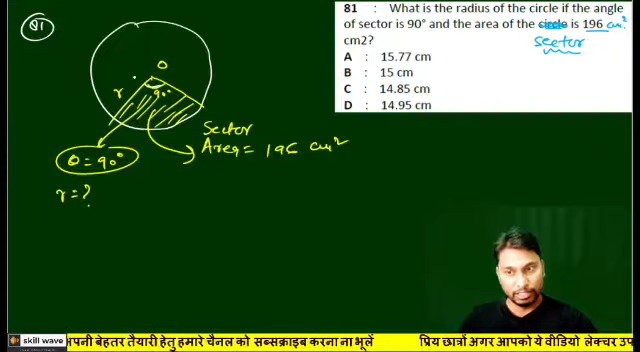 81
81 : What is the radius of the circle if the angle
of sector is 90° and the area of the circle is 196 cm²
cm2?
sector
A : 15.77 cm
B : 15 cm
C : 14.85 cm
D : 14.95 cm
O
r
90°
Sector
Area = 196 cm²
θ = 90°
r = ?
skill wave
पनी बेहतर तैयारी हेतु हमारे चैनल को सब्सक्राइब करना ना भूलें प्रिय छात्रों अगर आपको ये वीडियो लेक्चर